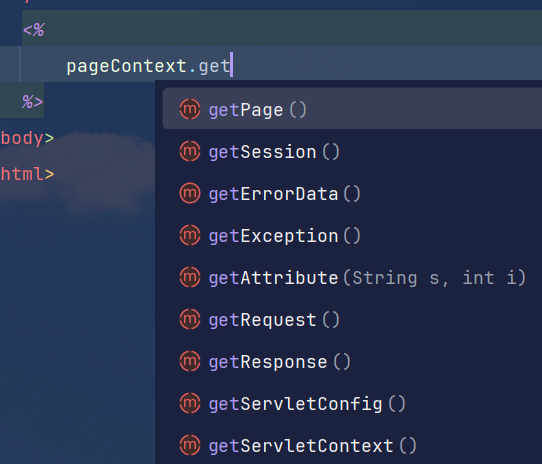 <%
pageContext.get
%>
body>
html>
m getPage()
m getSession()
m getErrorData()
m getException()
m getAttribute(String s, int i)
m getRequest()
m getResponse()
m getServletConfig()
m getServletContext()